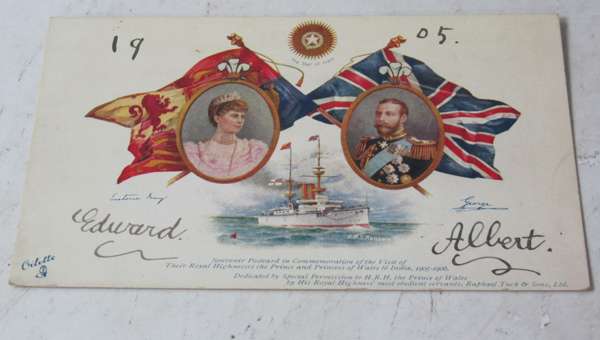 19 05.
THE STAR OF INDIA
Victoria Mary George
Edward. Albert.
H.M.S. Renown
Souvenir Postcard in Commemoration of the Visit of
Their Royal Highnesses the Prince and Princess of Wales to India, 1905-1906.
Dedicated by Special Permission to H.R.H. the Prince of Wales
by His Royal Highness' most obedient servants, Raphael Tuck & Sons, Ltd.
Oilette